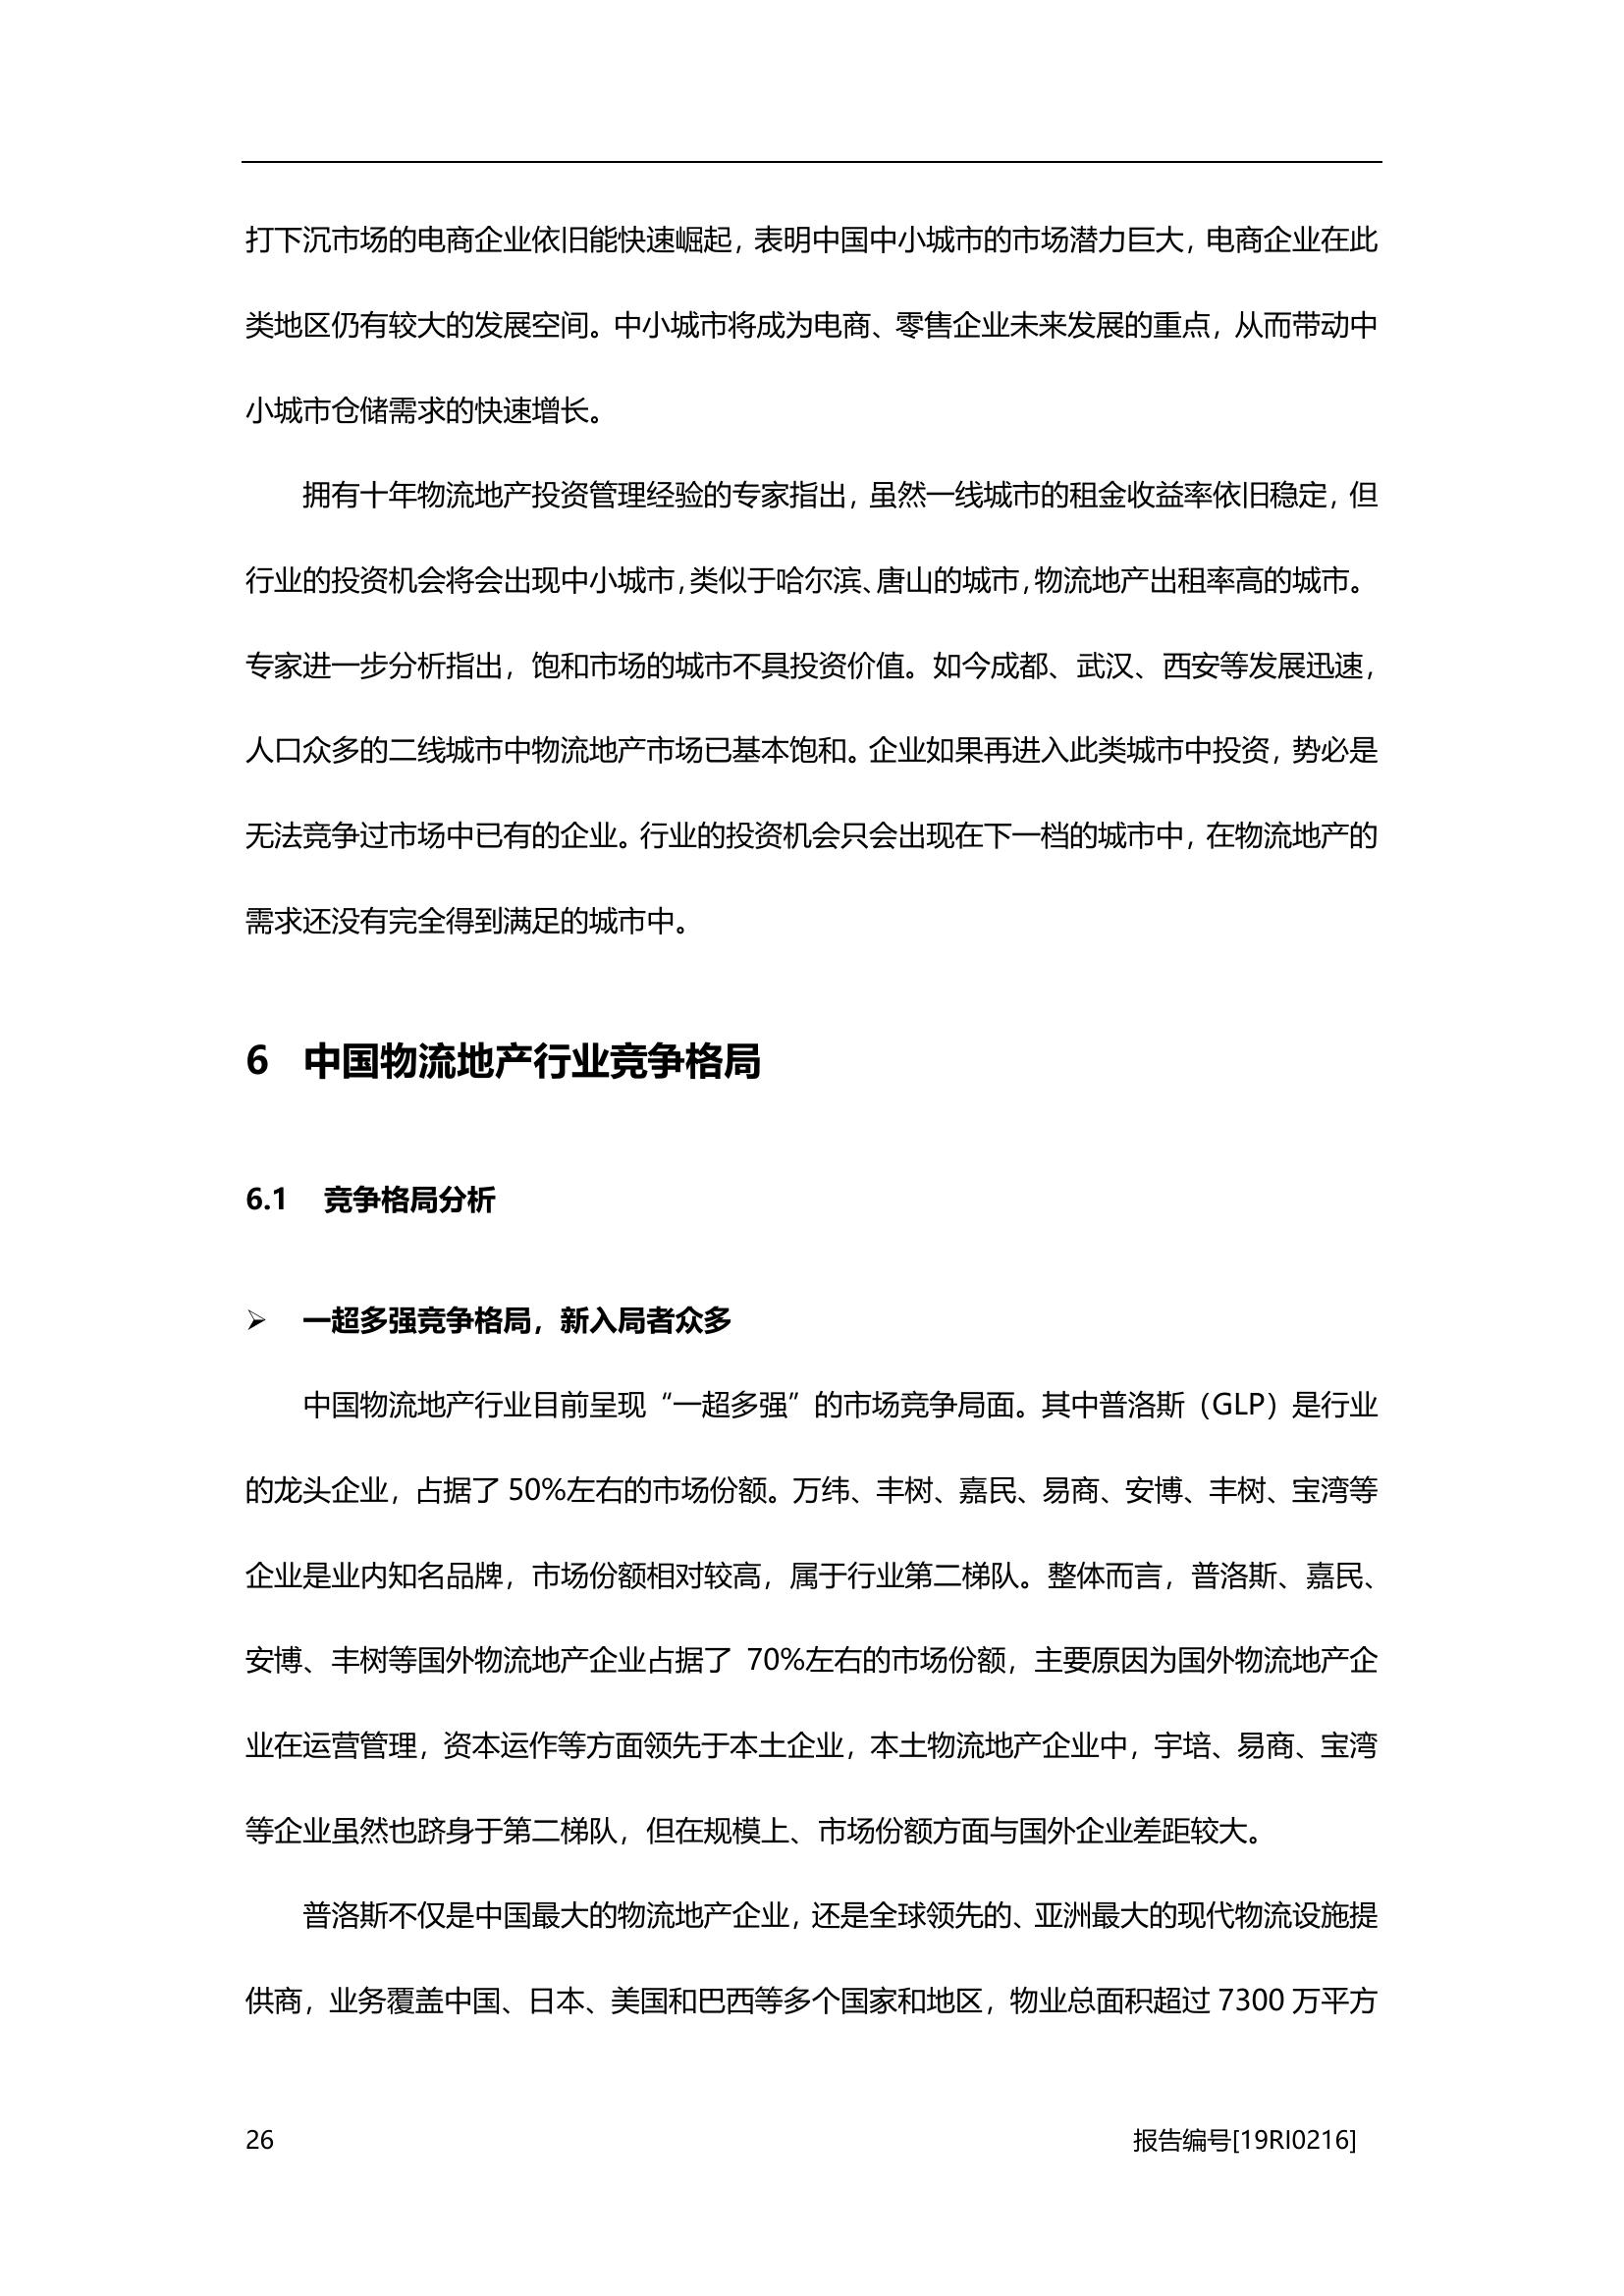 打下沉市场的电商企业依旧能快速崛起，表明中国中小城市的市场潜力巨大，电商企业在此
类地区仍有较大的发展空间。中小城市将成为电商、零售企业未来发展的重点，从而带动中
小城市仓储需求的快速增长。
拥有十年物流地产投资管理经验的专家指出，虽然一线城市的租金收益率依旧稳定，但
行业的投资机会将会出现中小城市，类似于哈尔滨、唐山的城市，物流地产出租率高的城市。
专家进一步分析指出，饱和市场的城市不具投资价值。如今成都、武汉、西安等发展迅速，
人口众多的二线城市中物流地产市场已基本饱和。企业如果再进入此类城市中投资，势必是
无法竞争过市场中已有的企业。行业的投资机会只会出现在下一档的城市中，在物流地产的
需求还没有完全得到满足的城市中。
6 中国物流地产行业竞争格局
6.1 竞争格局分析
➢ 一超多强竞争格局，新入局者众多
中国物流地产行业目前呈现“一超多强”的市场竞争局面。其中普洛斯（GLP）是行业
的龙头企业，占据了 50%左右的市场份额。万纬、丰树、嘉民、易商、安博、丰树、宝湾等
企业是业内知名品牌，市场份额相对较高，属于行业第二梯队。整体而言，普洛斯、嘉民、
安博、丰树等国外物流地产企业占据了 70%左右的市场份额，主要原因为国外物流地产企
业在运营管理，资本运作等方面领先于本土企业，本土物流地产企业中，宇培、易商、宝湾
等企业虽然也跻身于第二梯队，但在规模上、市场份额方面与国外企业差距较大。
普洛斯不仅是中国最大的物流地产企业，还是全球领先的、亚洲最大的现代物流设施提
供商，业务覆盖中国、日本、美国和巴西等多个国家和地区，物业总面积超过 7300 万平方
26 报告编号[19RI0216]